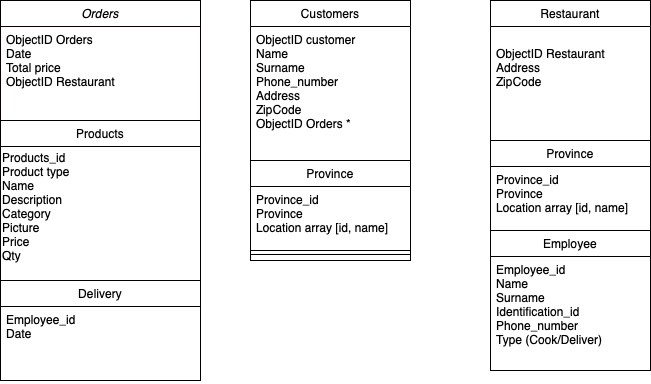 Orders
ObjectID Orders
Date
Total price
ObjectID Restaurant
Products
Products_id
Product type
Name
Description
Category
Picture
Price
Qty
Delivery
Employee_id
Date
Customers
ObjectID customer
Name
Surname
Phone_number
Address
ZipCode
ObjectID Orders *
Province
Province_id
Province
Location array [id, name]
Restaurant
ObjectID Restaurant
Address
ZipCode
Province
Province_id
Province
Location array [id, name]
Employee
Employee_id
Name
Surname
Identification_id
Phone_number
Type (Cook/Deliver)